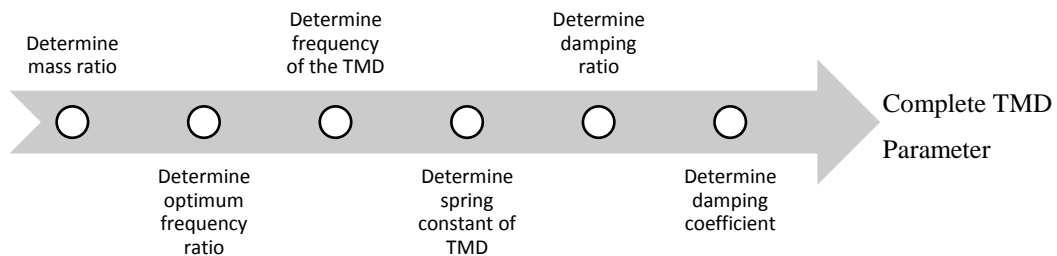 Determine
mass ratio
Determine
optimum
frequency
ratio
Determine
frequency
of the TMD
Determine
spring
constant of
TMD
Determine
damping
ratio
Determine
damping
coefficient
Complete TMD
Parameter